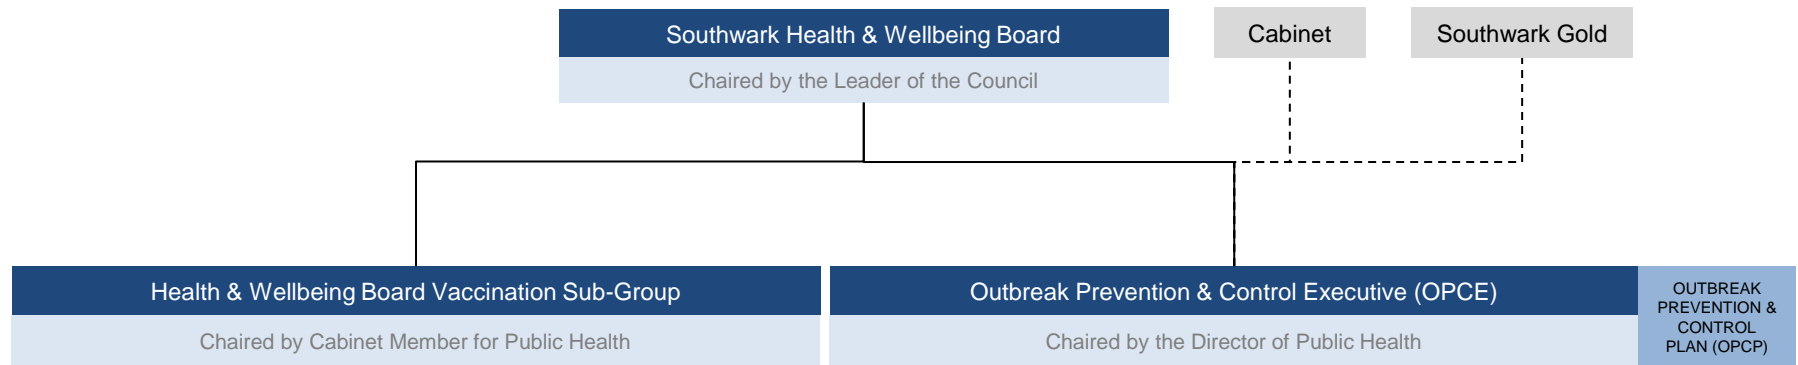 Southwark Health & Wellbeing Board
Chaired by the Leader of the Council
Cabinet
Southwark Gold
Health & Wellbeing Board Vaccination Sub-Group
Chaired by Cabinet Member for Public Health
Outbreak Prevention & Control Executive (OPCE)
Chaired by the Director of Public Health
OUTBREAK
PREVENTION &
CONTROL
PLAN (OPCP)